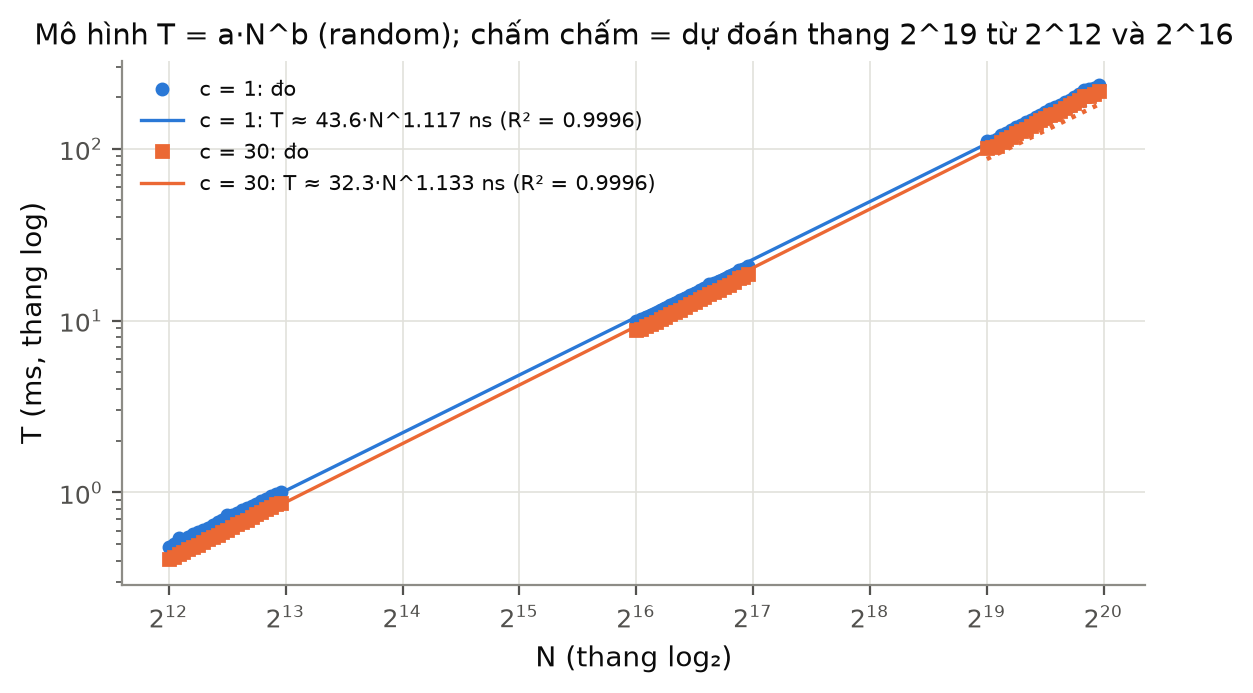 Mô hình T = a·N^b (random); chấm chấm = dự đoán thang 2^19 từ 2^12 và 2^16
c = 1: đo
c = 1: T ≈ 43.6·N^1.117 ns (R² = 0.9996)
c = 30: đo
c = 30: T ≈ 32.3·N^1.133 ns (R² = 0.9996)
T (ms, thang log)
10²
10¹
10⁰
2¹² 2¹³ 2¹⁴ 2¹⁵ 2¹⁶ 2¹⁷ 2¹⁸ 2¹⁹ 2²⁰
N (thang log₂)